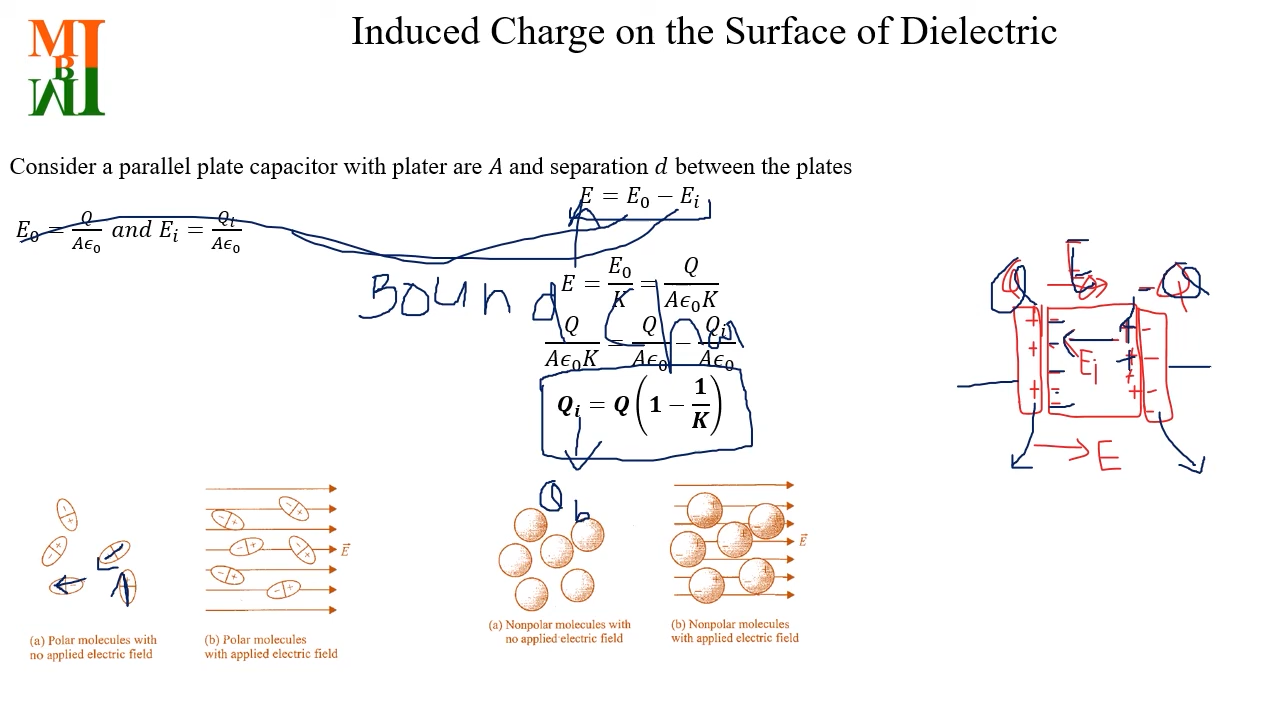 Induced Charge on the Surface of Dielectric
MI
B
MI
Consider a parallel plate capacitor with plater are A and separation d between the plates
E = E₀ − Eᵢ
E₀ = Q/(Aϵ₀) and Eᵢ = Qᵢ/(Aϵ₀)
E = E₀/K = Q/(Aϵ₀K)
Bound
Q/(Aϵ₀K) = Q/(Aϵ₀) − Qᵢ/(Aϵ₀)
Qᵢ = Q(1 − 1/K)
Q_b
Q E₀ -Q
+ + + − − − − + + + + − − − −
Eᵢ
E
E⃗
E⃗
(a) Polar molecules with
no applied electric field
(b) Polar molecules
with applied electric field
(a) Nonpolar molecules with
no applied electric field
(b) Nonpolar molecules
with applied electric field